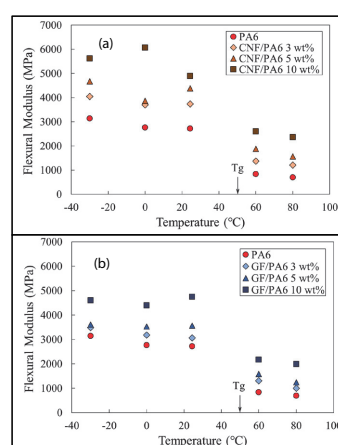 (a)
PA6
CNF/PA6 3 wt%
CNF/PA6 5 wt%
CNF/PA6 10 wt%
Flexural Modulus (MPa)
7000
6000
5000
4000
3000
2000
1000
0
Tg
-40 -20 0 20 40 60 80 100
Temperature (℃)
(b)
PA6
GF/PA6 3 wt%
GF/PA6 5 wt%
GF/PA6 10 wt%
Flexural Modulus (MPa)
7000
6000
5000
4000
3000
2000
1000
0
Tg
-40 -20 0 20 40 60 80 100
Temperature (℃)